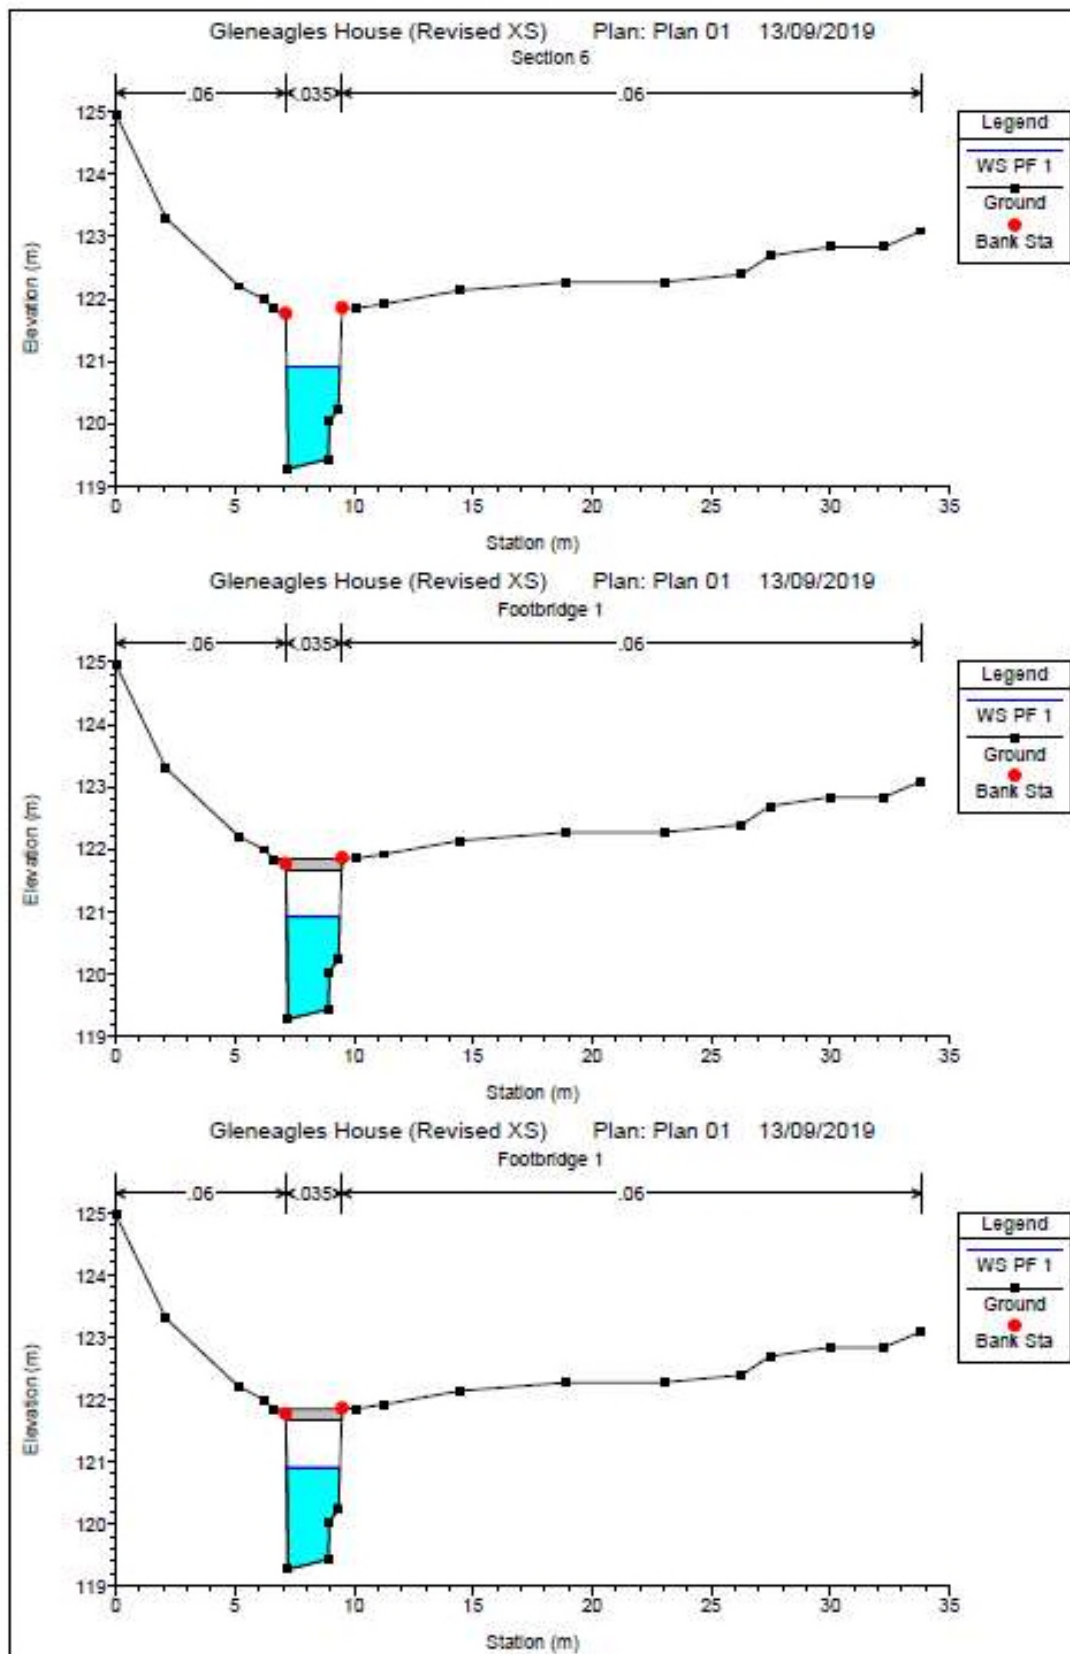 Gleneagles House (Revised XS) Plan: Plan 01 13/09/2019
Section 6
.06 .035 .06
125
124
123
122
121
120
119
Elevation (m)
0 5 10 15 20 25 30 35
Station (m)
Legend
WS PF 1
Ground
Bank Sta
Gleneagles House (Revised XS) Plan: Plan 01 13/09/2019
Footbridge 1
.06 .035 .06
125
124
123
122
121
120
119
Elevation (m)
0 5 10 15 20 25 30 35
Station (m)
Legend
WS PF 1
Ground
Bank Sta
Gleneagles House (Revised XS) Plan: Plan 01 13/09/2019
Footbridge 1
.06 .035 .06
125
124
123
122
121
120
119
Elevation (m)
0 5 10 15 20 25 30 35
Station (m)
Legend
WS PF 1
Ground
Bank Sta